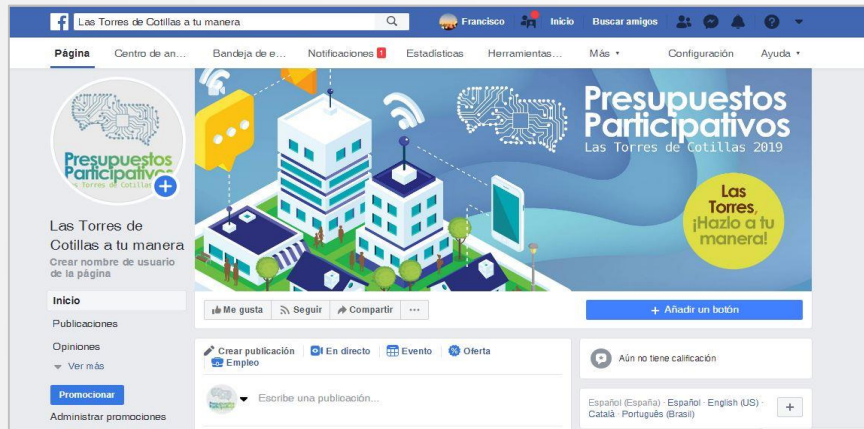 Las Torres de Cotillas a tu manera
Francisco
Inicio
Buscar amigos
Página
Centro de an...
Bandeja de e...
Notificaciones 1
Estadísticas
Herramientas...
Más
Configuración
Ayuda
Presupuestos
Participativos
Las Torres de Cotillas 2019
Las
Torres,
¡Hazlo a tu
manera!
Presupuestos
Participativos
Las Torres de Cotillas
Las Torres de
Cotillas a tu manera
Crear nombre de usuario
de la página
Inicio
Publicaciones
Opiniones
Ver más
Promocionar
Administrar promociones
Me gusta
Seguir
Compartir
+ Añadir un botón
Crear publicación
En directo
Evento
Oferta
Empleo
Escribe una publicación...
Aún no tiene calificación
Español (España) · Español · English (US) ·
Català · Português (Brasil)